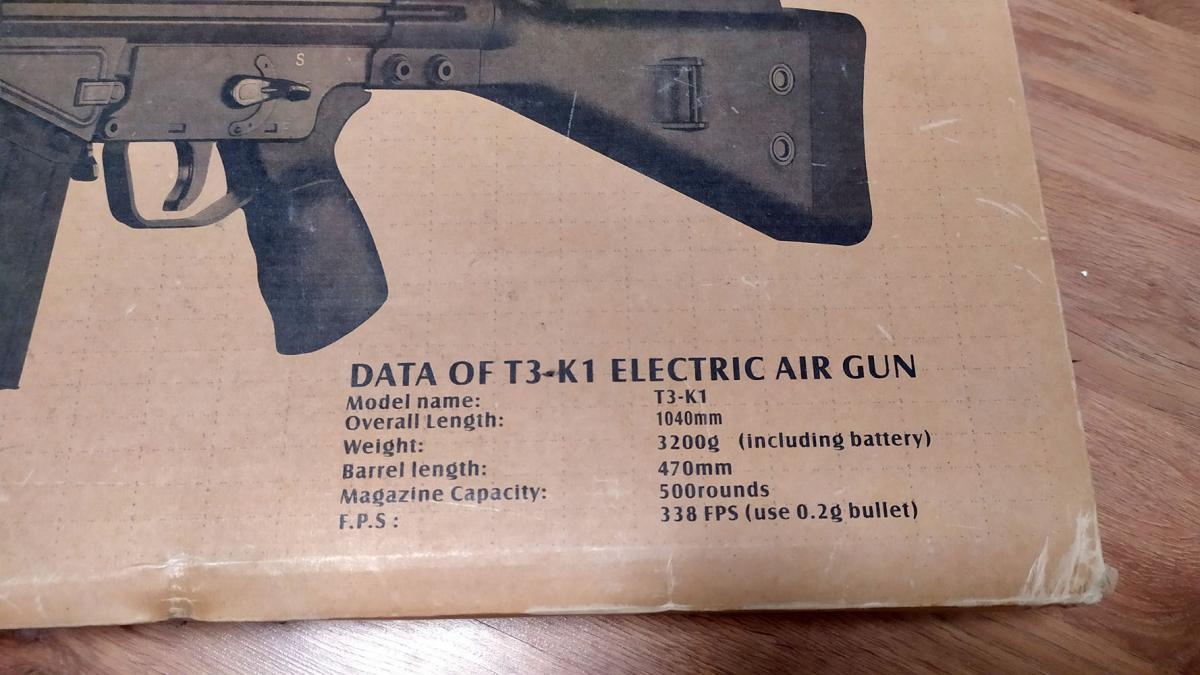 S
DATA OF T3-K1 ELECTRIC AIR GUN
Model name: T3-K1
Overall Length: 1040mm
Weight: 3200g (including battery)
Barrel length: 470mm
Magazine Capacity: 500rounds
F.P.S : 338 FPS (use 0.2g bullet)